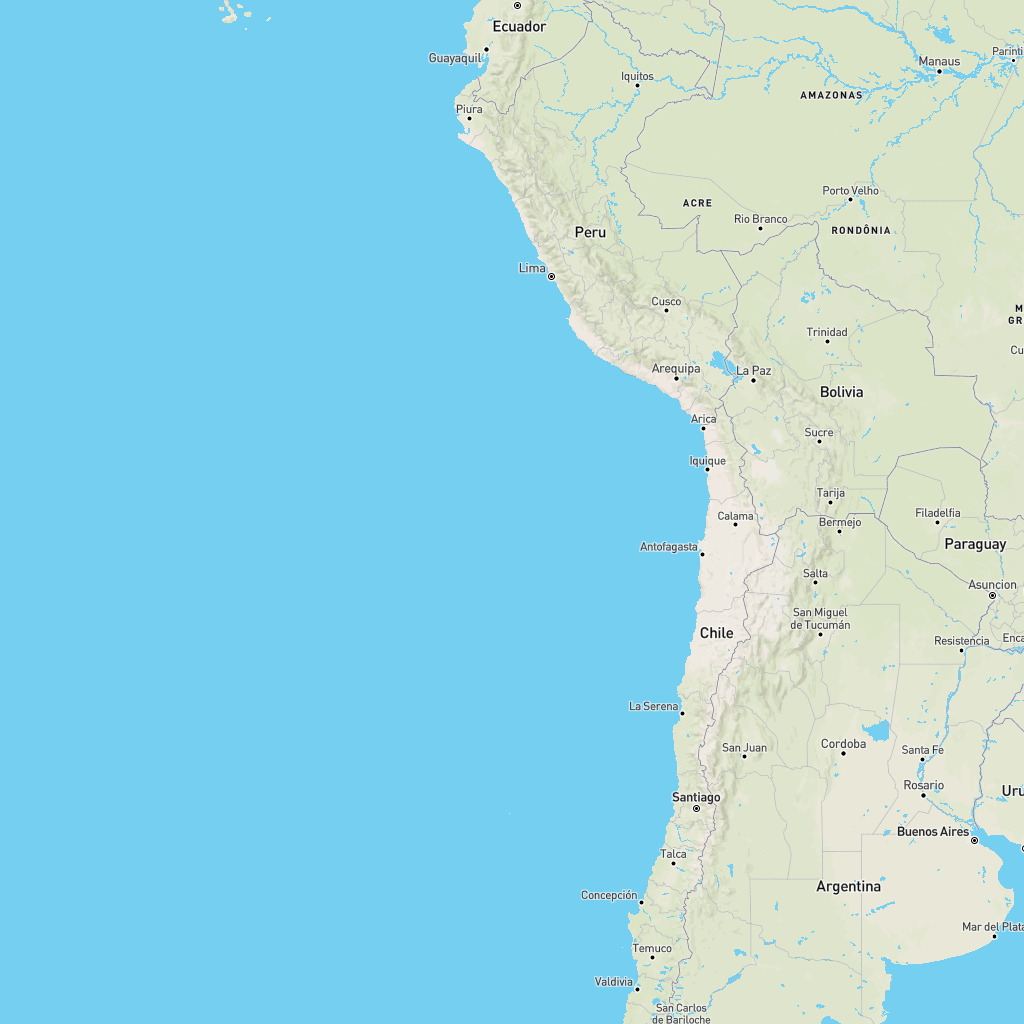 Ecuador
Guayaquil
Manaus
Parinti
Iquitos
AMAZONAS
Piura
Porto Velho
ACRE
Rio Branco
RONDÔNIA
Peru
Lima
Cusco
M
GR
Trinidad
Cu
Arequipa
La Paz
Bolivia
Arica
Sucre
Iquique
Tarija
Calama
Bermejo
Filadelfia
Antofagasta
Paraguay
Salta
Asuncion
San Miguel
de Tucumán
Chile
Resistencia
Enca
La Serena
San Juan
Cordoba
Santa Fe
Rosario
Uru
Santiago
Buenos Aires
Talca
Argentina
Concepción
Mar del Plata
Temuco
Valdivia
San Carlos
de Bariloche